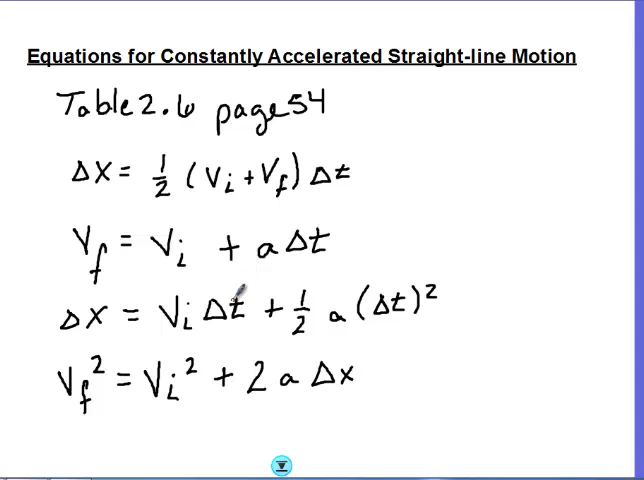 Equations for Constantly Accelerated Straight-line Motion
Table 2.6 page 54
Δx = 1/2 (Vi + Vf) Δt
Vf = Vi + a Δt
Δx = Vi Δt + 1/2 a (Δt)²
Vf² = Vi² + 2 a Δx